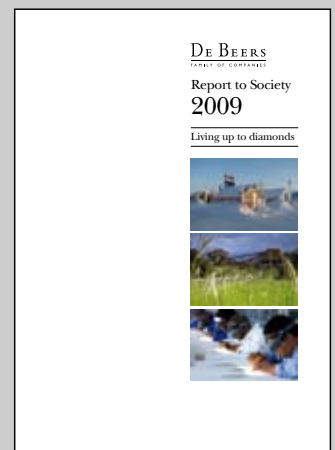 DE BEERS
FAMILY OF COMPANIES
Report to Society
2009
Living up to diamonds